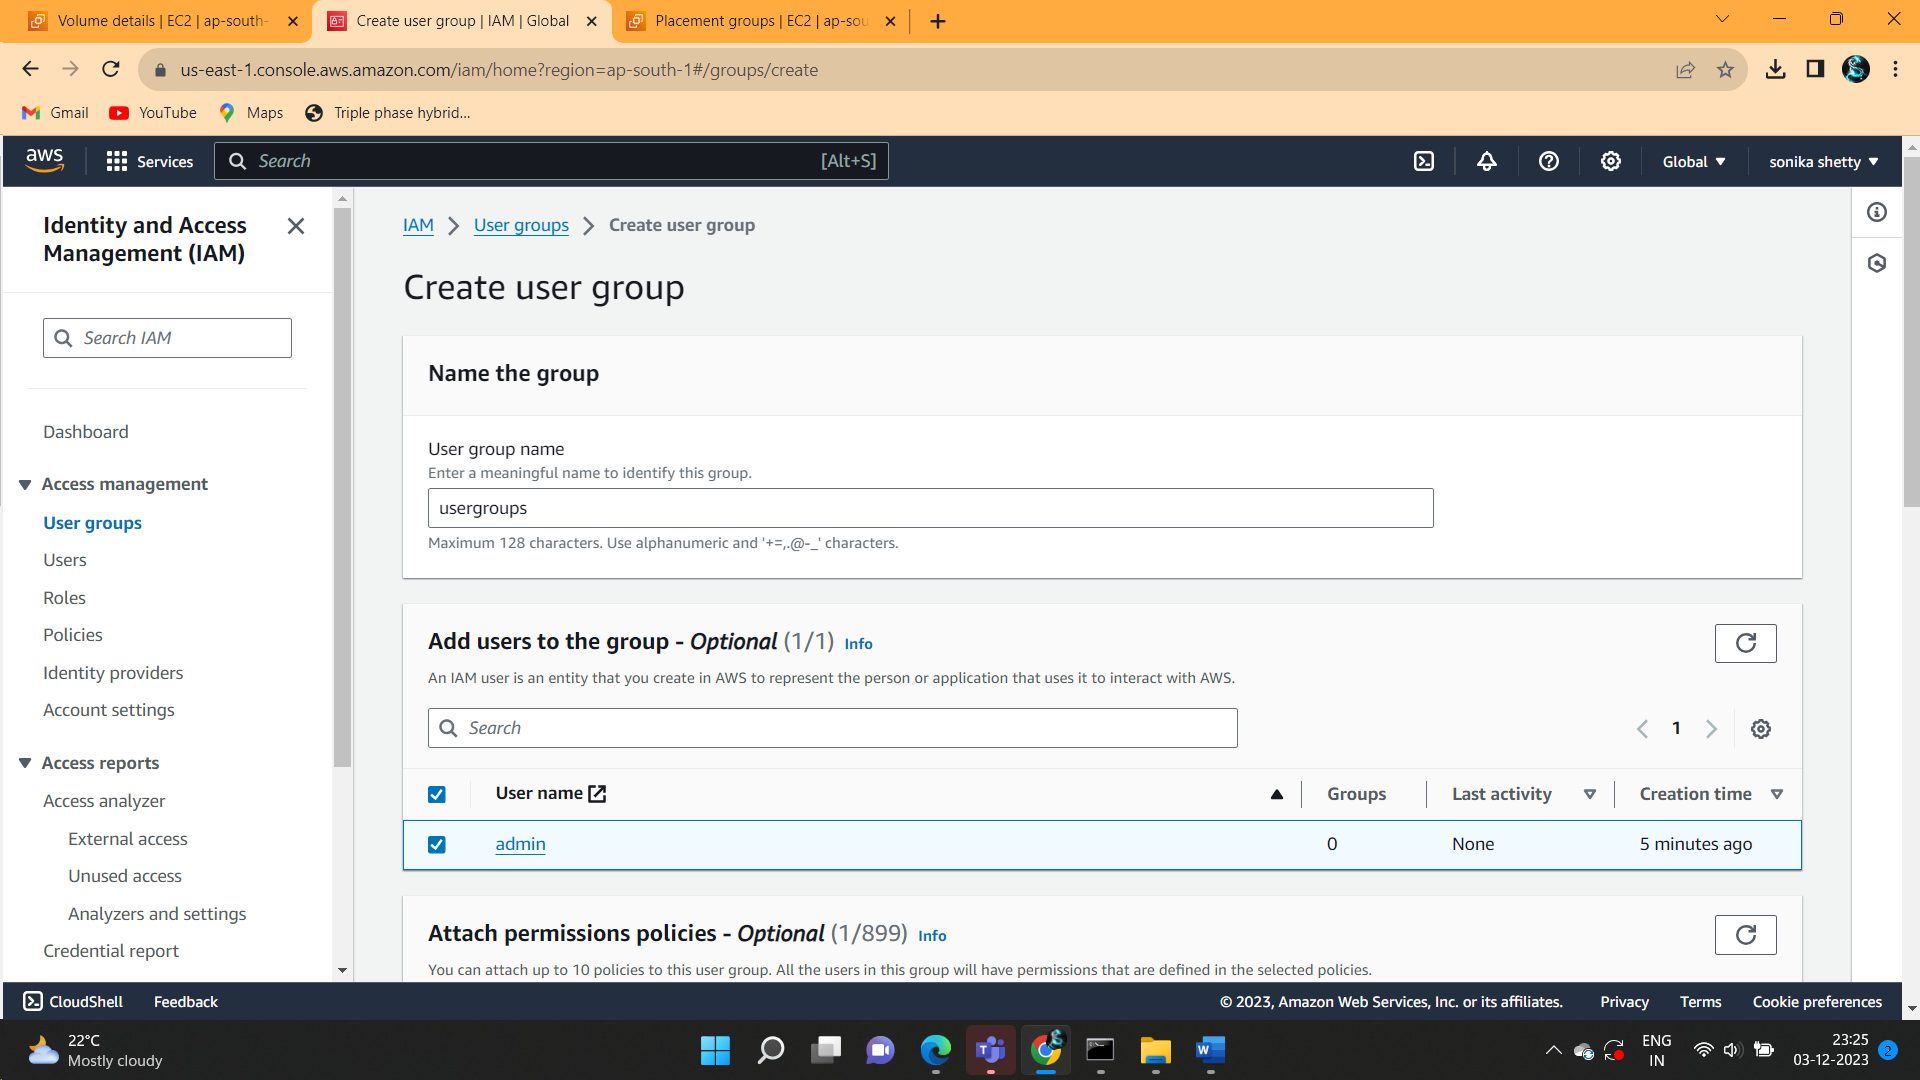 Volume details | EC2 | ap-south-
Create user group | IAM | Global
Placement groups | EC2 | ap-sou
us-east-1.console.aws.amazon.com/iam/home?region=ap-south-1#/groups/create
Gmail
YouTube
Maps
Triple phase hybrid...
aws
Services
Search
[Alt+S]
Global
sonika shetty
Identity and Access
Management (IAM)
Search IAM
Dashboard
Access management
User groups
Users
Roles
Policies
Identity providers
Account settings
Access reports
Access analyzer
External access
Unused access
Analyzers and settings
Credential report
IAM
User groups
Create user group
Create user group
Name the group
User group name
Enter a meaningful name to identify this group.
usergroups
Maximum 128 characters. Use alphanumeric and '+=,.@-_' characters.
Add users to the group - Optional (1/1) Info
An IAM user is an entity that you create in AWS to represent the person or application that uses it to interact with AWS.
Search
1
User name
Groups
Last activity
Creation time
admin
0
None
5 minutes ago
Attach permissions policies - Optional (1/899) Info
You can attach up to 10 policies to this user group. All the users in this group will have permissions that are defined in the selected policies.
CloudShell
Feedback
© 2023, Amazon Web Services, Inc. or its affiliates.
Privacy
Terms
Cookie preferences
22°C
Mostly cloudy
ENG
IN
23:25
03-12-2023
2